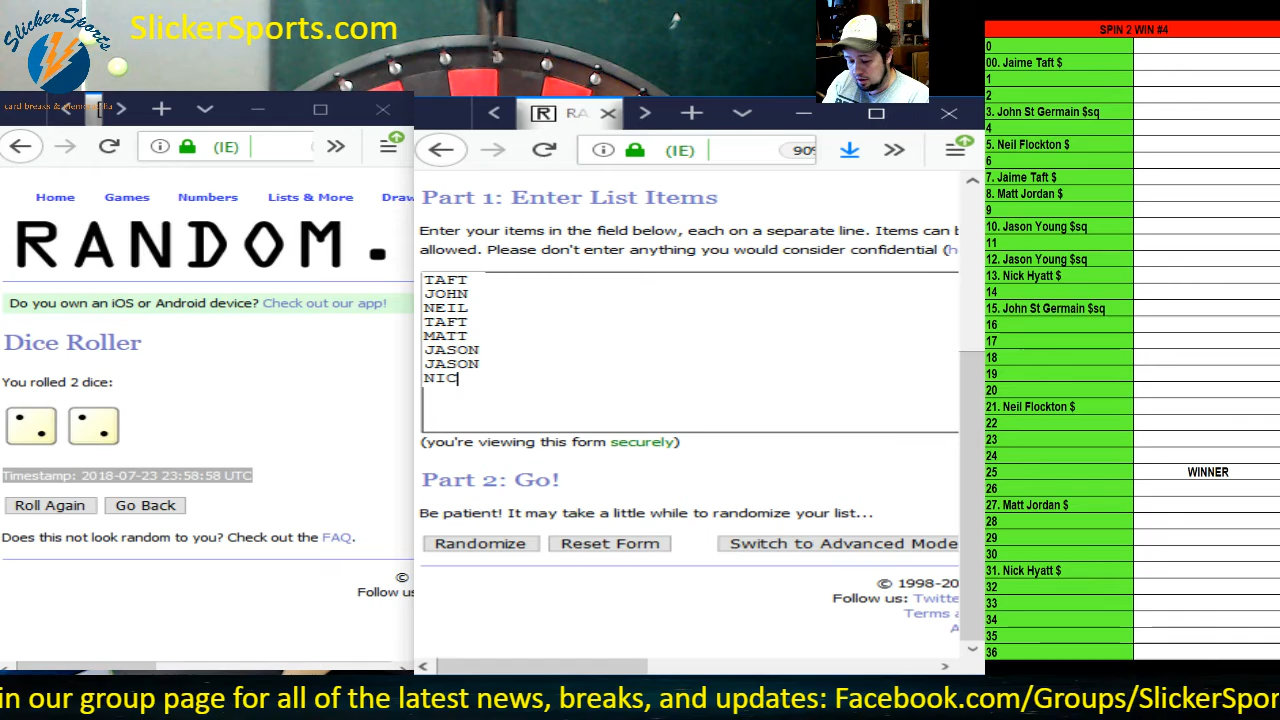 SlickerSports
card breaks & memorabilia
SlickerSports.com
(IE)
Home Games Numbers Lists & More Draw
RANDOM.
Do you own an iOS or Android device? Check out our app!
Dice Roller
You rolled 2 dice:
Timestamp: 2018-07-23 23:58:58 UTC
Roll Again Go Back
Does this not look random to you? Check out the FAQ.
©
Follow us
R RA
(IE) 90%
Part 1: Enter List Items
Enter your items in the field below, each on a separate line. Items can b
allowed. Please don't enter anything you would consider confidential (h
TAFT
JOHN
NEIL
TAFT
MATT
JASON
JASON
NIC
(you're viewing this form securely)
Part 2: Go!
Be patient! It may take a little while to randomize your list...
Randomize Reset Form Switch to Advanced Mode
© 1998-20
Follow us: Twitte
Terms a
A
SPIN 2 WIN #4
0
00. Jaime Taft $
1
2
3. John St Germain $sq
4
5. Neil Flockton $
6
7. Jaime Taft $
8. Matt Jordan $
9
10. Jason Young $sq
11
12. Jason Young $sq
13. Nick Hyatt $
14
15. John St Germain $sq
16
17
18
19
20
21. Neil Flockton $
22
23
24
25 WINNER
26
27. Matt Jordan $
28
29
30
31. Nick Hyatt $
32
33
34
35
36
in our group page for all of the latest news, breaks, and updates: Facebook.com/Groups/SlickerSpor